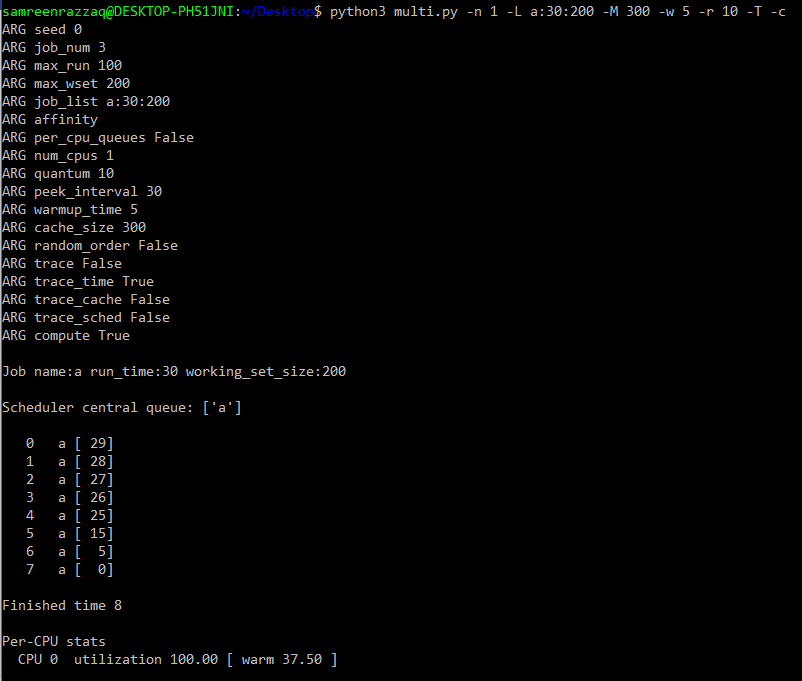 samreenrazzaq@DESKTOP-PH51JNI:~/Desktop$ python3 multi.py -n 1 -L a:30:200 -M 300 -w 5 -r 10 -T -c
ARG seed 0
ARG job_num 3
ARG max_run 100
ARG max_wset 200
ARG job_list a:30:200
ARG affinity
ARG per_cpu_queues False
ARG num_cpus 1
ARG quantum 10
ARG peek_interval 30
ARG warmup_time 5
ARG cache_size 300
ARG random_order False
ARG trace False
ARG trace_time True
ARG trace_cache False
ARG trace_sched False
ARG compute True

Job name:a run_time:30 working_set_size:200

Scheduler central queue: ['a']

   0   a [ 29]
   1   a [ 28]
   2   a [ 27]
   3   a [ 26]
   4   a [ 25]
   5   a [ 15]
   6   a [  5]
   7   a [  0]

Finished time 8

Per-CPU stats
  CPU 0  utilization 100.00 [ warm 37.50 ]